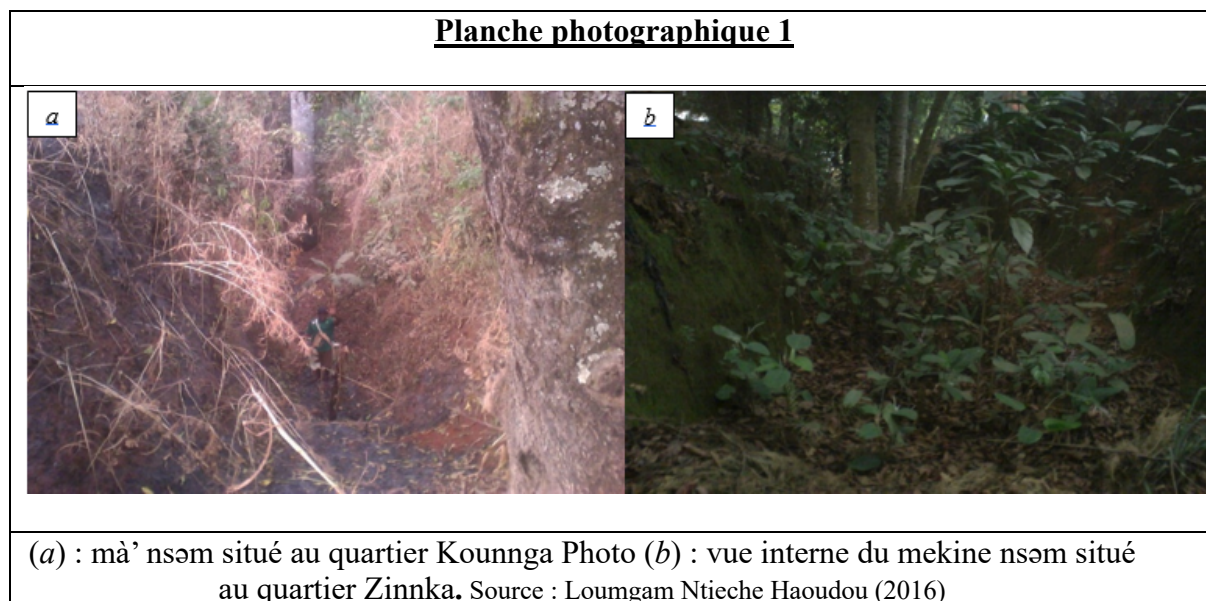 Planche photographique 1
a
b
(a) : mà’ nsəm situé au quartier Kounnga Photo (b) : vue interne du mekine nsəm situé
au quartier Zinnka. Source : Loumgam Ntieche Haoudou (2016)